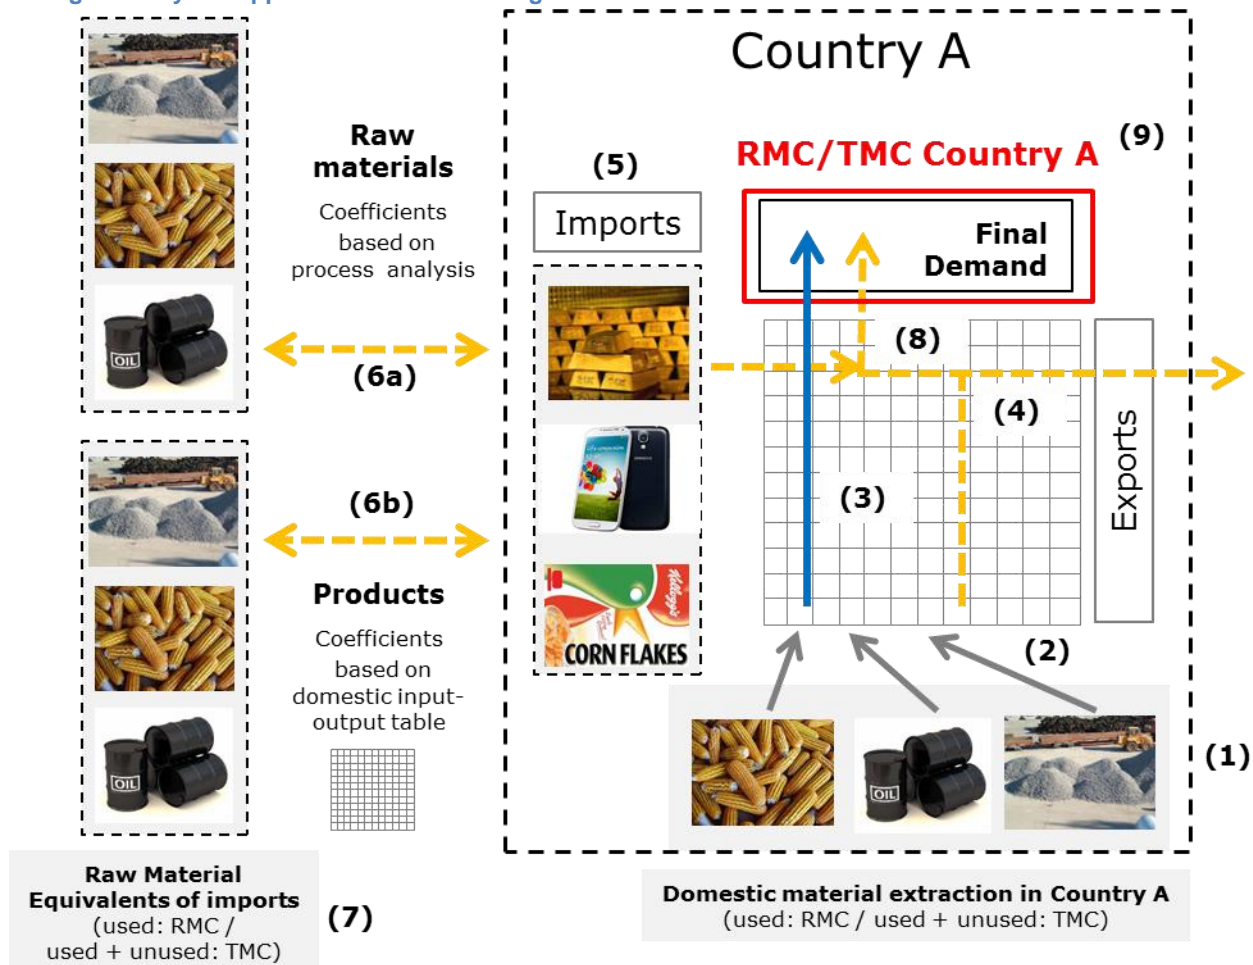 Country A
Raw
materials
Coefficients
based on
process analysis
(6a)
(6b)
Products
Coefficients
based on
domestic input-
output table
OIL
OIL
Raw Material
Equivalents of imports
(used: RMC /
used + unused: TMC)
(7)
(5)
Imports
Kellogg's
CORN FLAKES
(9)
RMC/TMC Country A
Final
Demand
(8)
(4)
(3)
Exports
(2)
OIL
(1)
Domestic material extraction in Country A
(used: RMC / used + unused: TMC)